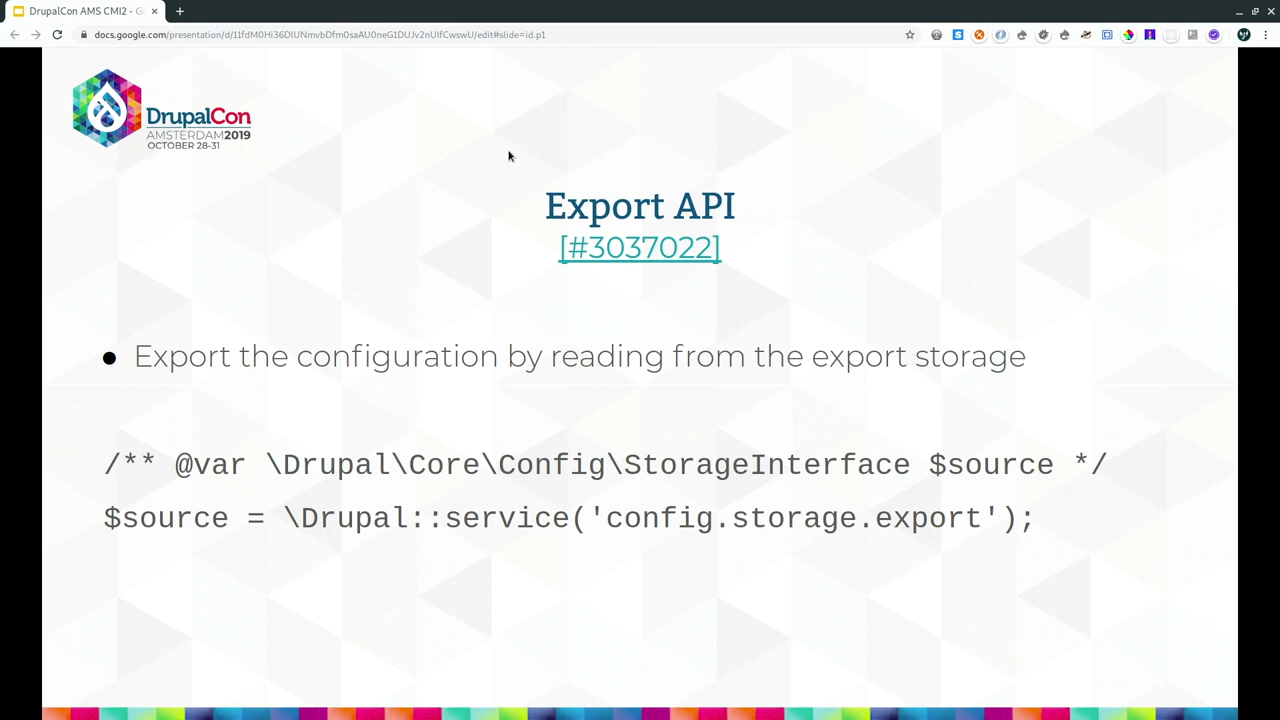 DrupalCon AMS CMI2 - G
docs.google.com/presentation/d/11fdM0Hi36DIUNmvbDfm0saAU0neG1DUJv2nUIfCwswU/edit#slide=id.p1
DrupalCon
AMSTERDAM2019
OCTOBER 28-31
Export API
[#3037022]
● Export the configuration by reading from the export storage
/** @var \Drupal\Core\Config\StorageInterface $source */
$source = \Drupal::service('config.storage.export');